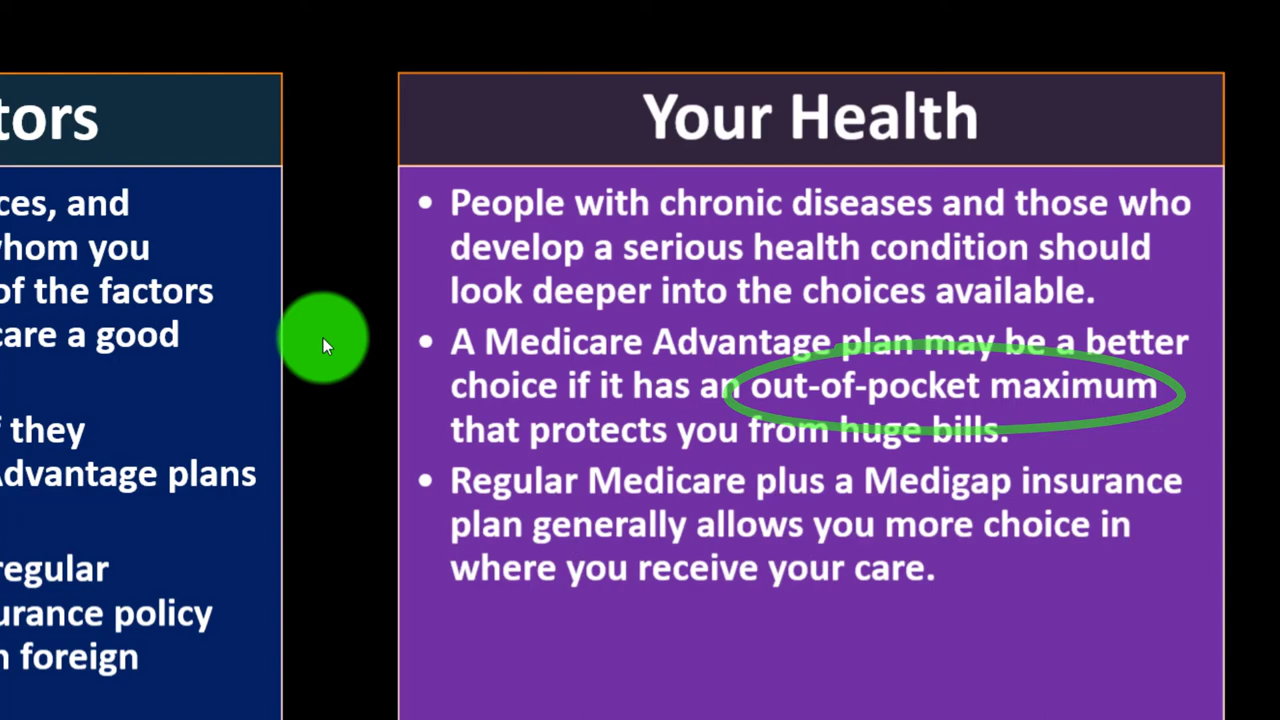 tors
ces, and
whom you
of the factors
care a good
they
Advantage plans
regular
urance policy
n foreign
Your Health
• People with chronic diseases and those who
develop a serious health condition should
look deeper into the choices available.
• A Medicare Advantage plan may be a better
choice if it has an out-of-pocket maximum
that protects you from huge bills.
• Regular Medicare plus a Medigap insurance
plan generally allows you more choice in
where you receive your care.